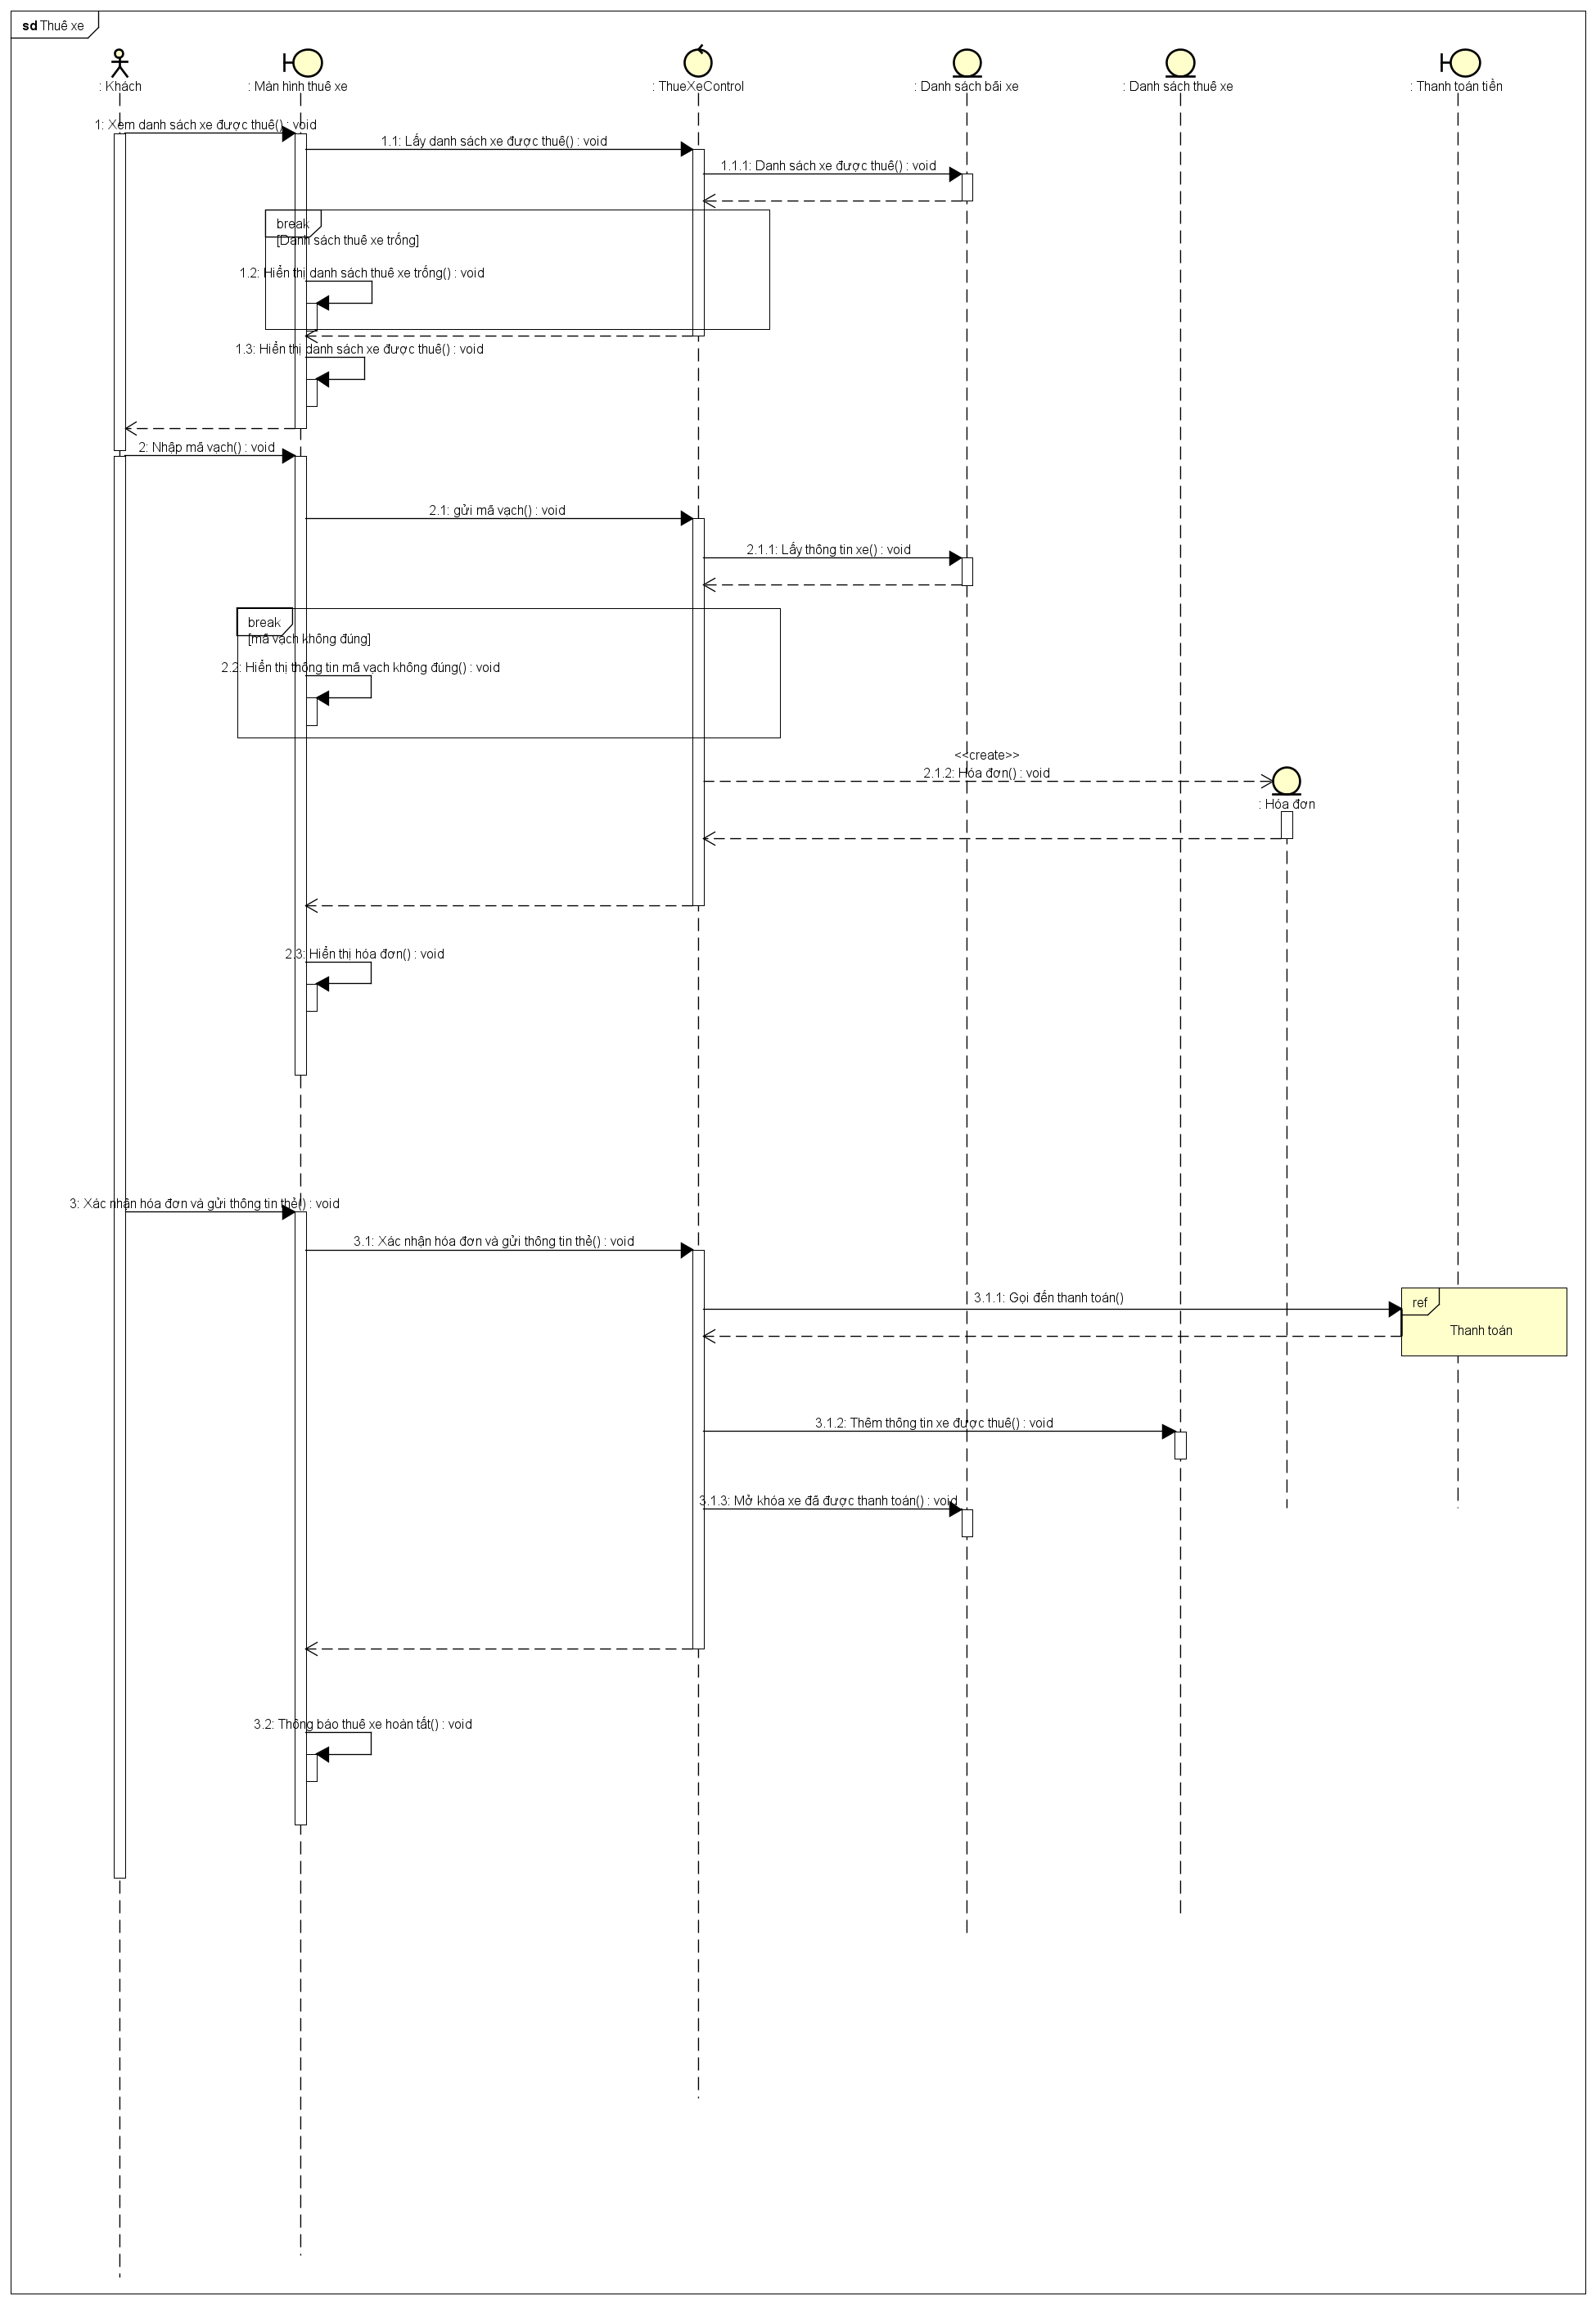 sd Thuê xe
: Khách
: Màn hình thuê xe
: ThueXeControl
: Danh sách bãi xe
: Danh sách thuê xe
: Thanh toán tiền
1: Xem danh sách xe được thuê() : void
1.1: Lấy danh sách xe được thuê() : void
1.1.1: Danh sách xe được thuê() : void
break
[Danh sách thuê xe trống]
1.2: Hiển thị danh sách thuê xe trống() : void
1.3: Hiển thị danh sách xe được thuê() : void
2: Nhập mã vạch() : void
2.1: gửi mã vạch() : void
2.1.1: Lấy thông tin xe() : void
break
[mã vạch không đúng]
2.2: Hiển thị thông tin mã vạch không đúng() : void
<<create>>
2.1.2: Hóa đơn() : void
: Hóa đơn
2.3: Hiển thị hóa đơn() : void
3: Xác nhận hóa đơn và gửi thông tin thẻ() : void
3.1: Xác nhận hóa đơn và gửi thông tin thẻ() : void
3.1.1: Gọi đến thanh toán()
ref
Thanh toán
3.1.2: Thêm thông tin xe được thuê() : void
3.1.3: Mở khóa xe đã được thanh toán() : void
3.2: Thông báo thuê xe hoàn tất() : void